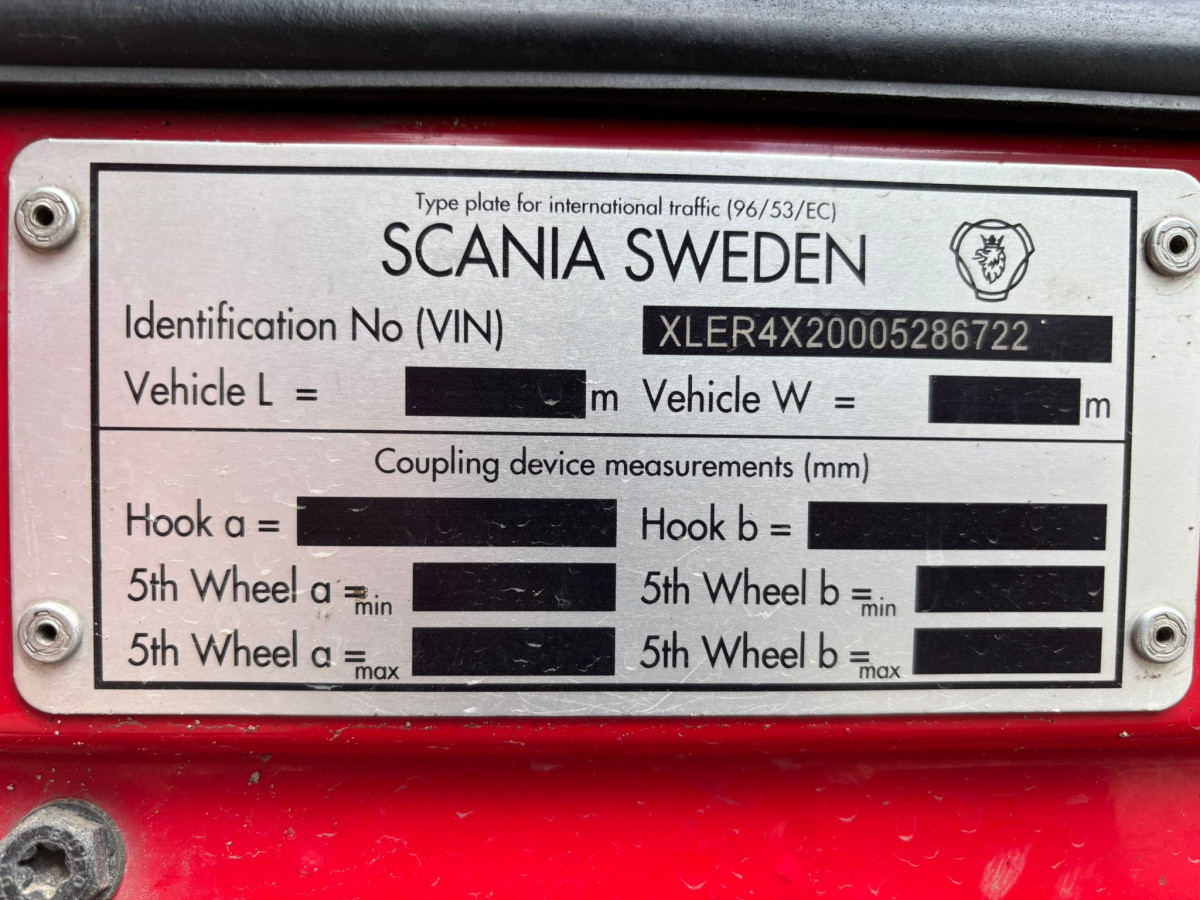 Type plate for international traffic (96/53/EC)
SCANIA SWEDEN
Identification No (VIN) XLER4X20005286722
Vehicle L = m Vehicle W = m
Coupling device measurements (mm)
Hook a = Hook b =
5th Wheel a =min 5th Wheel b =min
5th Wheel a =max 5th Wheel b =max